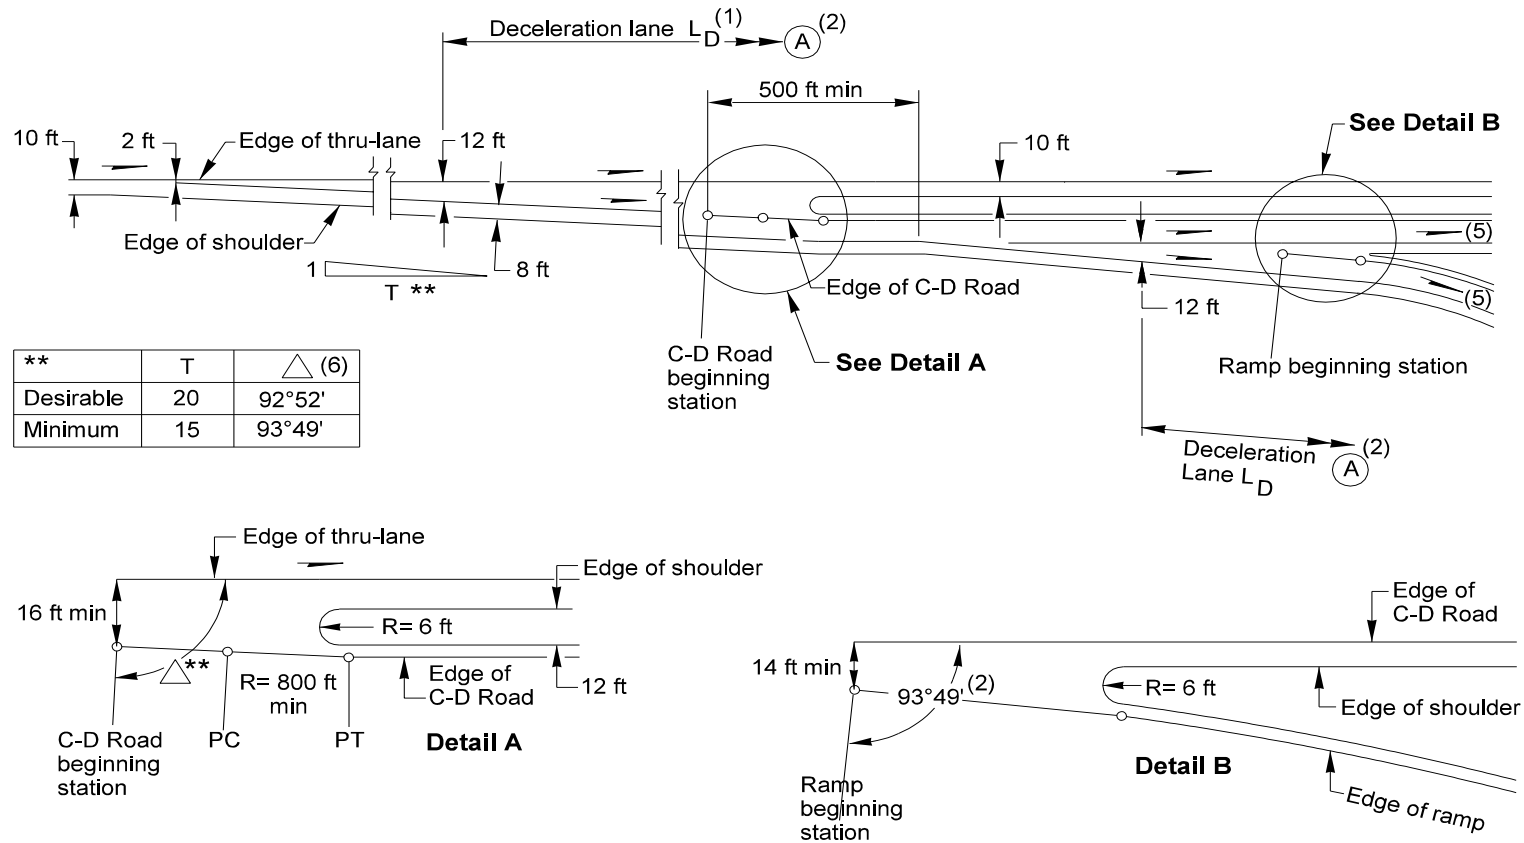 Deceleration lane L D (1) A (2)
500 ft min
10 ft
2 ft
Edge of thru-lane
12 ft
10 ft
See Detail B
Edge of shoulder
8 ft
1
T **
Edge of C-D Road
12 ft
(5)
(5)
C-D Road
beginning
station
See Detail A
Ramp beginning station
** T △ (6)
Desirable 20 92°52'
Minimum 15 93°49'
Deceleration
Lane L D
A (2)
Edge of thru-lane
Edge of shoulder
16 ft min
R= 6 ft
△**
R= 800 ft
min
Edge of
C-D Road
12 ft
C-D Road
beginning
station
PC
PT
Detail A
Edge of
C-D Road
14 ft min
93°49' (2)
R= 6 ft
Edge of shoulder
Detail B
Ramp
beginning
station
Edge of ramp